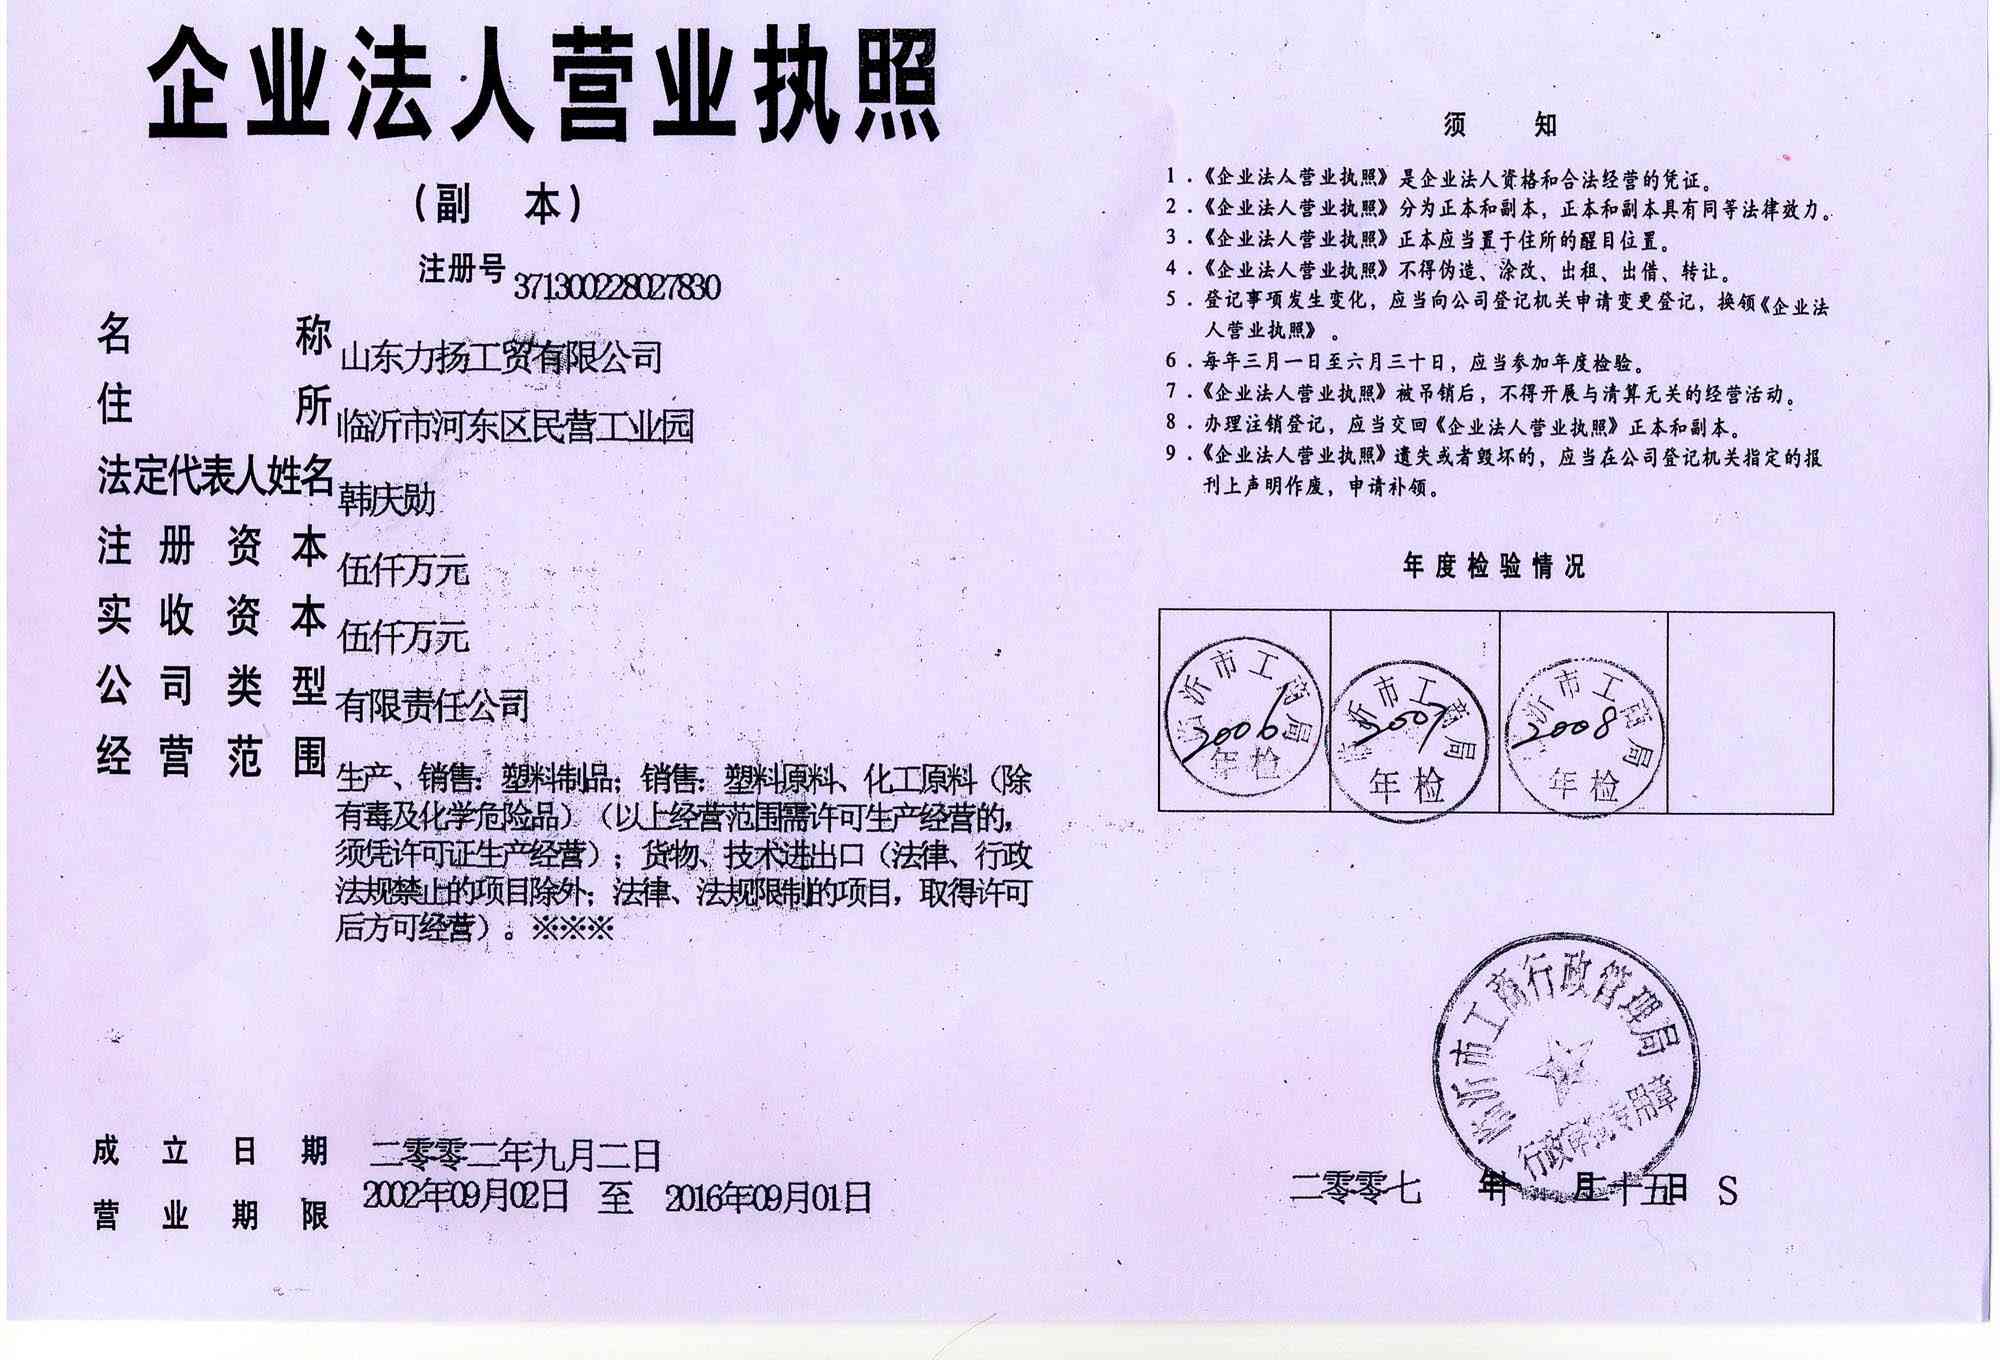 企业法人营业执照
（副 本）
注册号 371300228027830
名 称 山东力扬工贸有限公司
住 所 临沂市河东区民营工业园
法定代表人姓名 韩庆勋
注册资本 伍仟万元
实收资本 伍仟万元
公司类型 有限责任公司
经营范围 生产、销售：塑料制品；销售：塑料原料、化工原料（除
有毒及化学危险品）（以上经营范围需许可生产经营的，
须凭许可证生产经营）；货物、技术进出口（法律、行政
法规禁止的项目除外；法律、法规限制的项目，取得许可
后方可经营）。※※※
成立日期 二零零二年九月二日
营业期限 2002年09月02日 至 2016年09月01日
须 知
1．《企业法人营业执照》是企业法人资格和合法经营的凭证。
2．《企业法人营业执照》分为正本和副本，正本和副本具有同等法律效力。
3．《企业法人营业执照》正本应当置于住所的醒目位置。
4．《企业法人营业执照》不得伪造、涂改、出租、出借、转让。
5．登记事项发生变化，应当向公司登记机关申请变更登记，换领《企业法
人营业执照》。
6．每年三月一日至六月三十日，应当参加年度检验。
7．《企业法人营业执照》被吊销后，不得开展与清算无关的经营活动。
8．办理注销登记，应当交回《企业法人营业执照》正本和副本。
9．《企业法人营业执照》遗失或者毁坏的，应当在公司登记机关指定的报
刊上声明作废，申请补领。
年度检验情况
临沂市工商局
2006
年检
临沂市工商局
2007
年检
临沂市工商局
2008
年检
临沂市工商行政管理局
二零零七 年 月 十五日 S